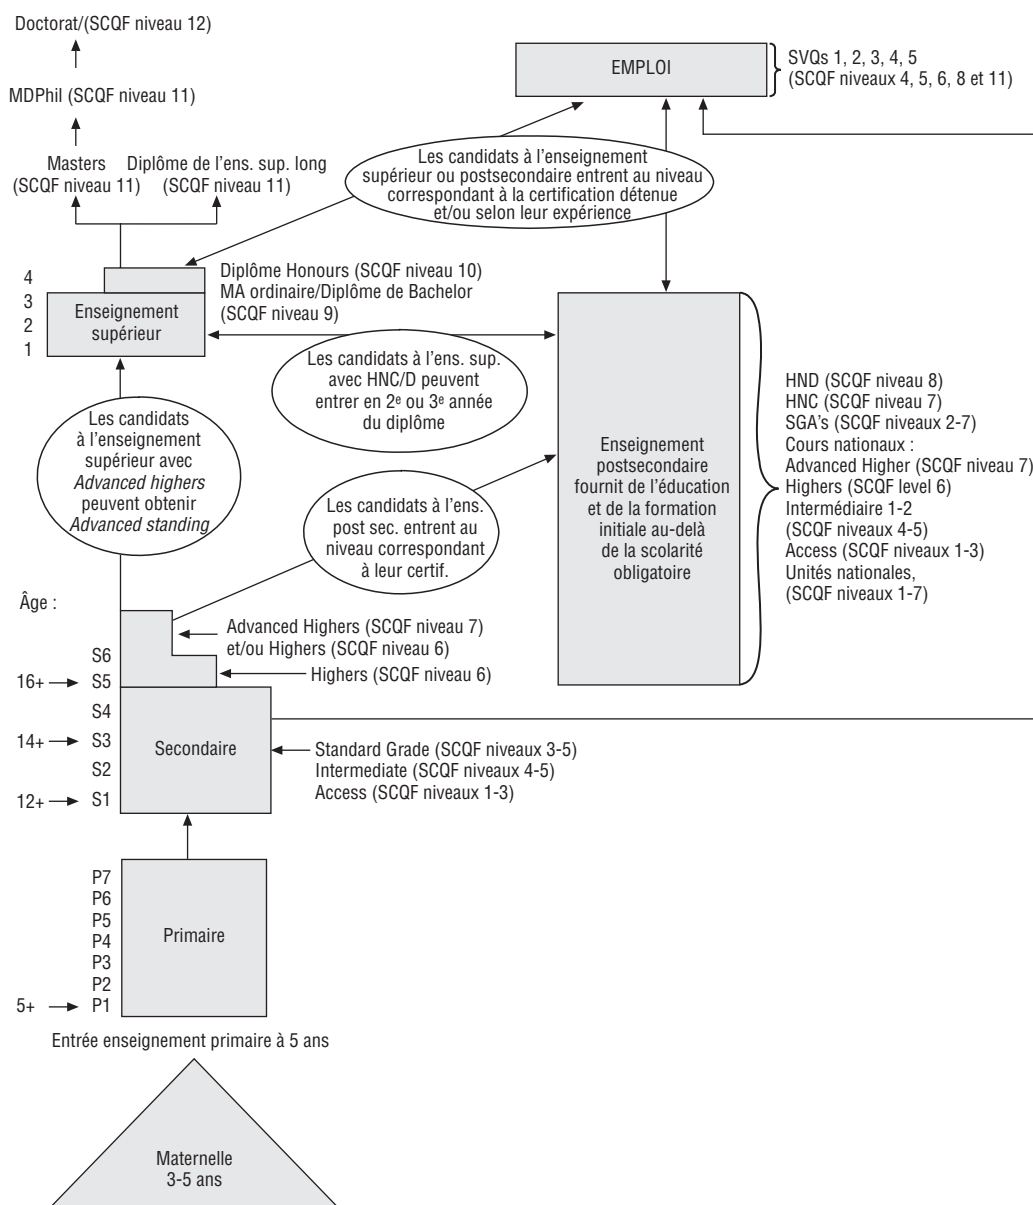 Doctorat/(SCQF niveau 12)
MDPhil (SCQF niveau 11)
Masters
(SCQF niveau 11)
Diplôme de l'ens. sup. long
(SCQF niveau 11)
EMPLOI
SVQs 1, 2, 3, 4, 5
(SCQF niveaux 4, 5, 6, 8 et 11)
Les candidats à l'enseignement
supérieur ou postsecondaire entrent au niveau
correspondant à la certification détenue
et/ou selon leur expérience
4
3
2
1
Enseignement
supérieur
Diplôme Honours (SCQF niveau 10)
MA ordinaire/Diplôme de Bachelor
(SCQF niveau 9)
Les candidats à l'ens. sup.
avec HNC/D peuvent
entrer en 2e ou 3e année
du diplôme
Les candidats
à l'enseignement
supérieur avec
Advanced highers
peuvent obtenir
Advanced standing
Les candidats à l'ens.
post sec. entrent au
niveau correspondant
à leur certif.
Enseignement
postsecondaire
fournit de l'éducation
et de la formation
initiale au-delà
de la scolarité
obligatoire
HND (SCQF niveau 8)
HNC (SCQF niveau 7)
SGA's (SCQF niveaux 2-7)
Cours nationaux :
Advanced Higher (SCQF niveau 7)
Highers (SCQF level 6)
Intermédiaire 1-2
(SCQF niveaux 4-5)
Access (SCQF niveaux 1-3)
Unités nationales,
(SCQF niveaux 1-7)
Âge :
Advanced Highers (SCQF niveau 7)
et/ou Highers (SCQF niveau 6)
Highers (SCQF niveau 6)
S6
16+ S5
S4
14+ S3
S2
12+ S1
Secondaire
Standard Grade (SCQF niveaux 3-5)
Intermediate (SCQF niveaux 4-5)
Access (SCQF niveaux 1-3)
P7
P6
P5
P4
P3
P2
5+ P1
Primaire
Entrée enseignement primaire à 5 ans
Maternelle
3-5 ans